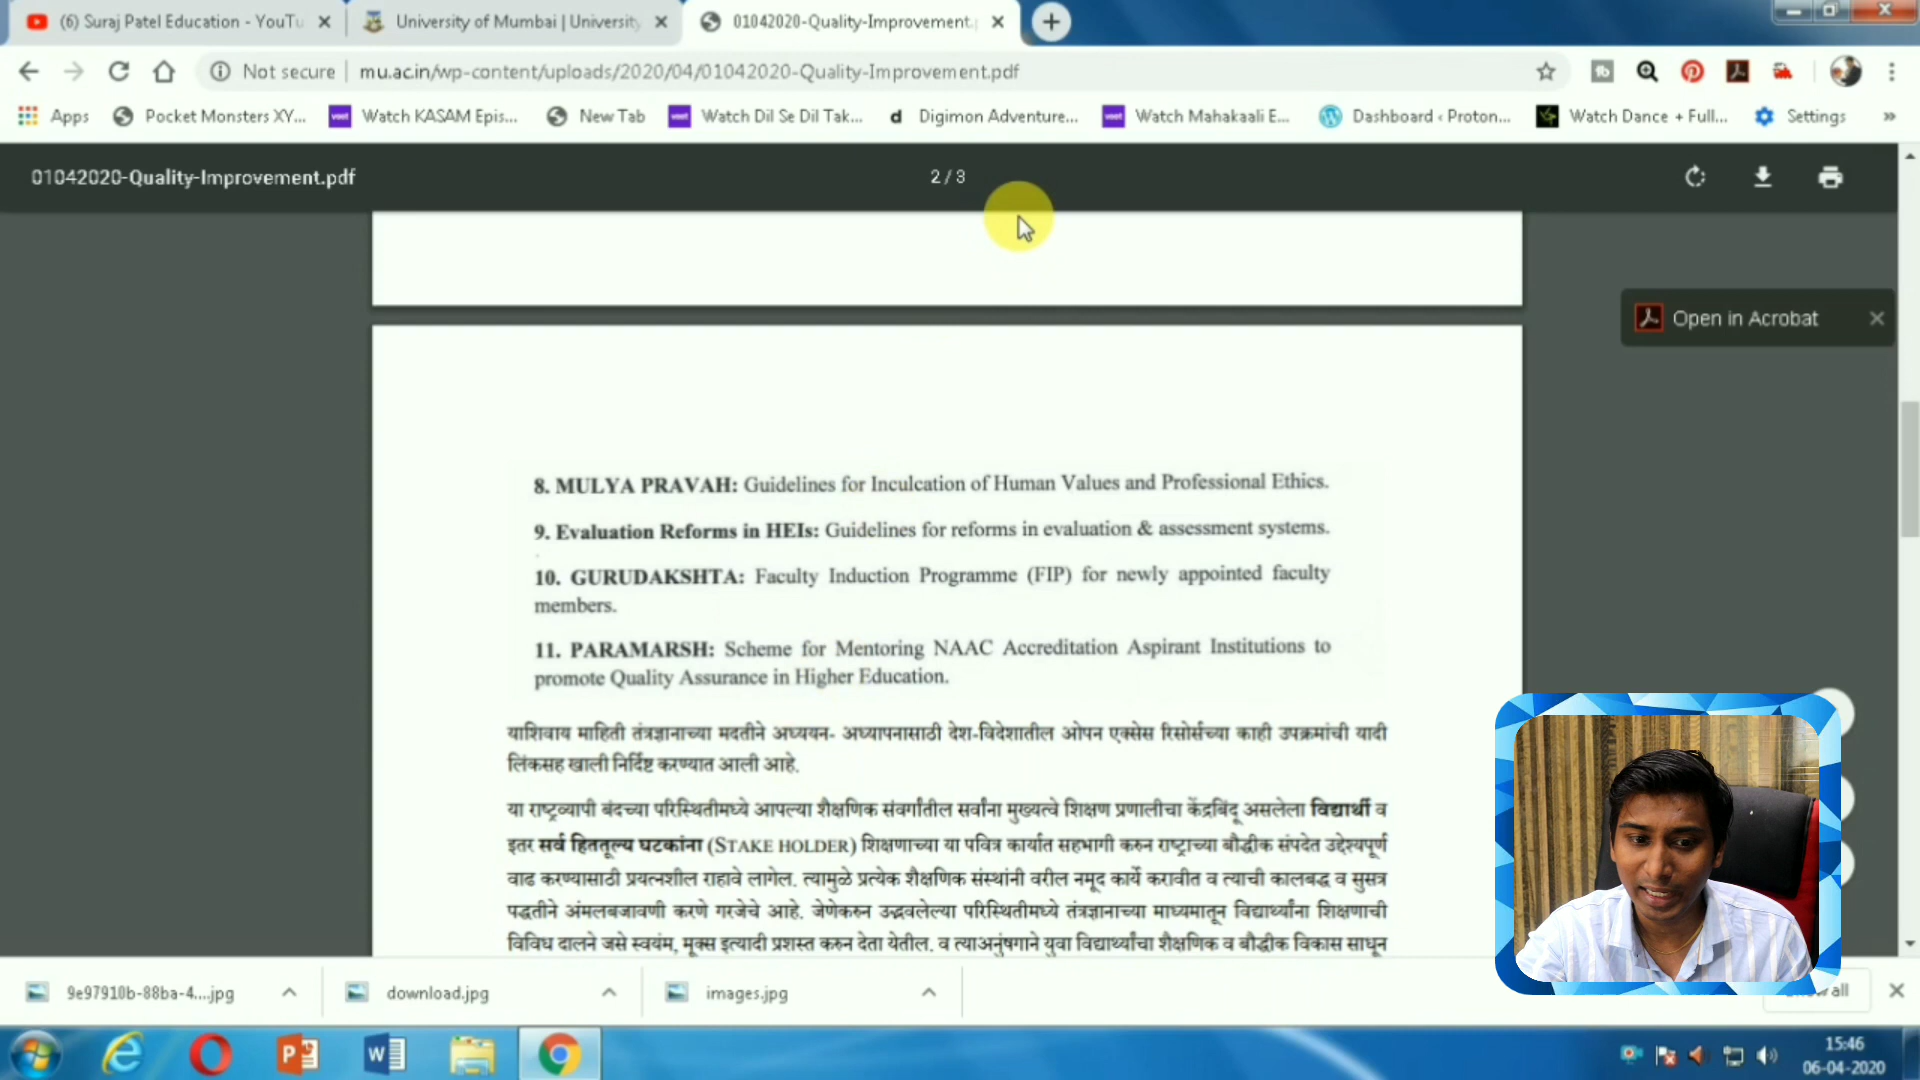 (6) Suraj Patel Education - YouTu
University of Mumbai | University
01042020-Quality-Improvement.
Not secure | mu.ac.in/wp-content/uploads/2020/04/01042020-Quality-Improvement.pdf
Apps
Pocket Monsters XY...
Watch KASAM Epis...
New Tab
Watch Dil Se Dil Tak...
Digimon Adventure...
Watch Mahakaali E...
Dashboard ‹ Proton...
Watch Dance + Full...
Settings
»
01042020-Quality-Improvement.pdf
2 / 3
Open in Acrobat
8. MULYA PRAVAH: Guidelines for Inculcation of Human Values and Professional Ethics.
9. Evaluation Reforms in HEIs: Guidelines for reforms in evaluation & assessment systems.
10. GURUDAKSHTA: Faculty Induction Programme (FIP) for newly appointed faculty
members.
11. PARAMARSH: Scheme for Mentoring NAAC Accreditation Aspirant Institutions to
promote Quality Assurance in Higher Education.
याशिवाय माहिती तंत्रज्ञानाच्या मदतीने अध्ययन- अध्यापनासाठी देश-विदेशातील ओपन एक्सेस रिसोर्सच्या काही उपक्रमांची यादी
लिंकसह खाली निर्दिष्ट करण्यात आली आहे.
या राष्ट्रव्यापी बंदच्या परिस्थितीमध्ये आपल्या शैक्षणिक संवर्गातील सर्वांना मुख्यत्वे शिक्षण प्रणालीचा केंद्रबिंदू असलेला विद्यार्थी व
इतर सर्व हिततूल्य घटकांना (STAKE HOLDER) शिक्षणाच्या या पवित्र कार्यात सहभागी करुन राष्ट्राच्या बौद्धीक संपदेत उद्देश्यपूर्ण
वाढ करण्यासाठी प्रयत्नशील राहावे लागेल. त्यामुळे प्रत्येक शैक्षणिक संस्थांनी वरील नमूद कार्ये करावीत व त्याची कालबद्ध व सुसत्र
पद्धतीने अंमलबजावणी करणे गरजेचे आहे. जेणेकरुन उद्भवलेल्या परिस्थितीमध्ये तंत्रज्ञानाच्या माध्यमातून विद्यार्थ्यांना शिक्षणाची
विविध दालने जसे स्वयंम, मूक्स इत्यादी प्रशस्त करुन देता येतील. व त्याअनुंषगाने युवा विद्यार्थ्यांचा शैक्षणिक व बौद्धीक विकास साधून
9e97910b-88ba-4....jpg
download.jpg
images.jpg
all
15:46
06-04-2020